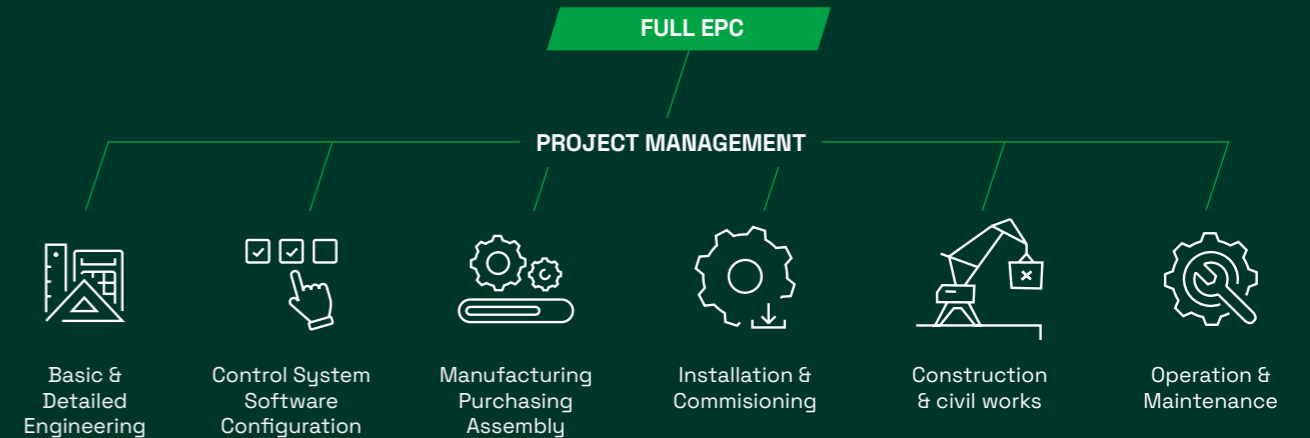 FULL EPC
PROJECT MANAGEMENT
Basic &
Detailed
Engineering
Control System
Software
Configuration
Manufacturing
Purchasing
Assembly
Installation &
Commisioning
Construction
& civil works
Operation &
Maintenance